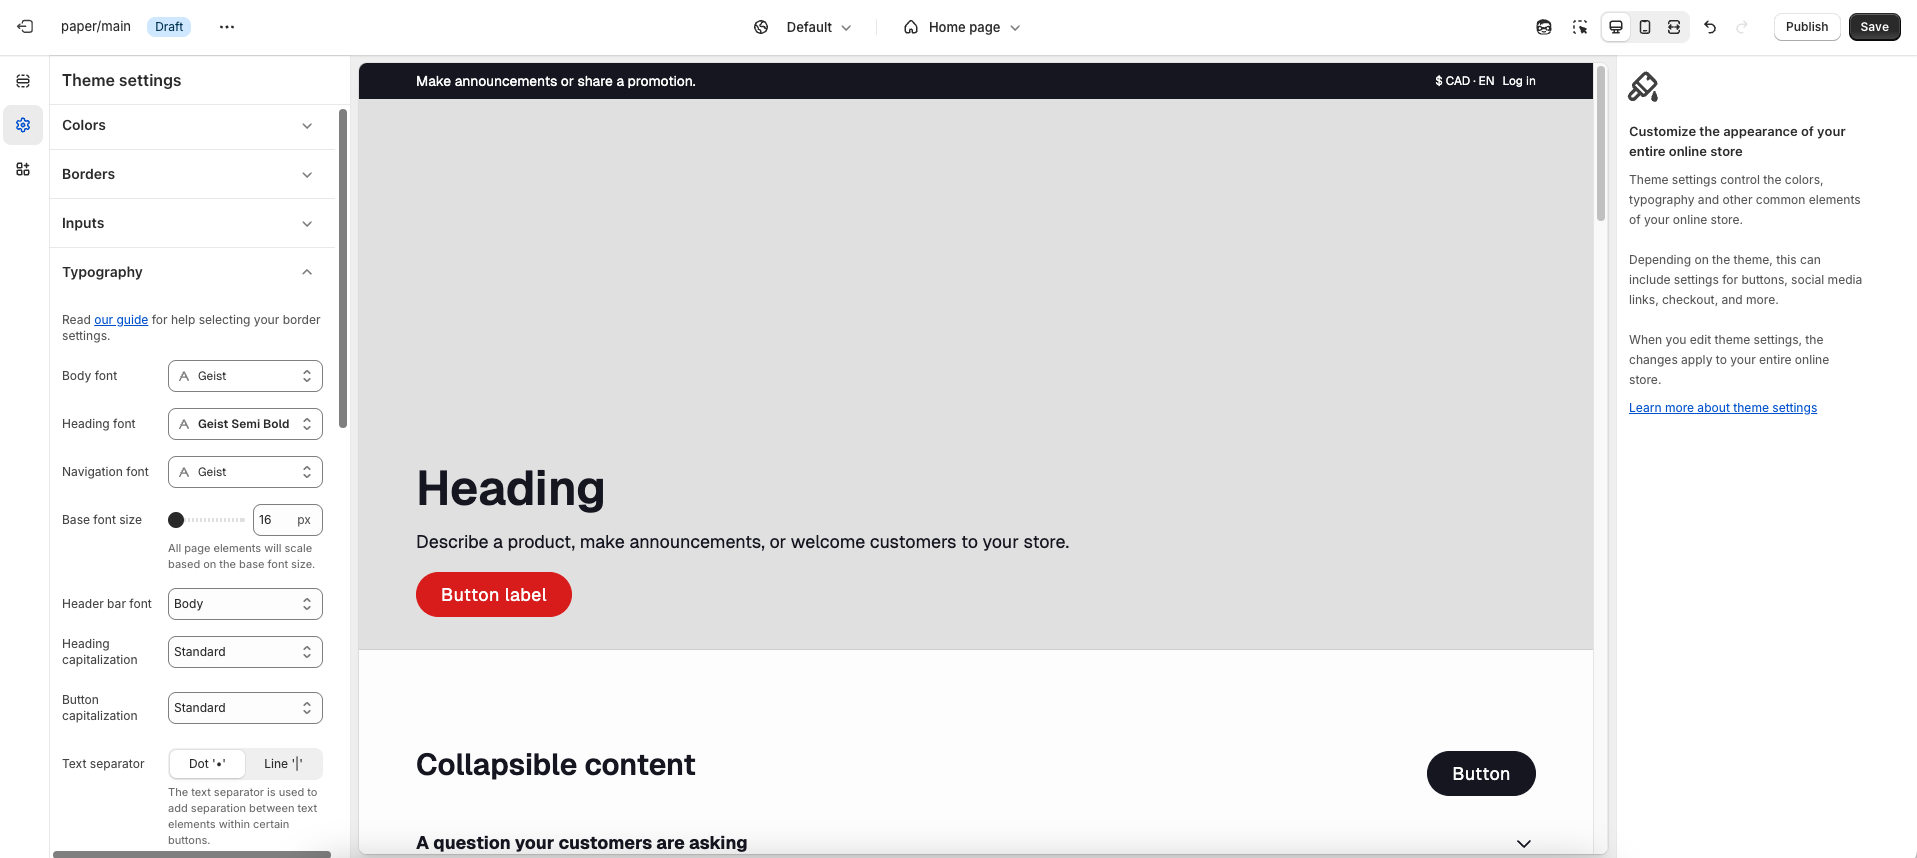 paper/main
Draft
Default
Home page
Publish
Save
Theme settings
Colors
Borders
Inputs
Typography
Read our guide for help selecting your border
settings.
Body font
Geist
Heading font
Geist Semi Bold
Navigation font
Geist
Base font size
16 px
All page elements will scale
based on the base font size.
Header bar font
Body
Heading
capitalization
Standard
Button
capitalization
Standard
Text separator
Dot '•'
Line '|'
The text separator is used to
add separation between text
elements within certain
buttons.
Make announcements or share a promotion.
$ CAD · EN Log in
Heading
Describe a product, make announcements, or welcome customers to your store.
Button label
Collapsible content
Button
A question your customers are asking
Customize the appearance of your
entire online store
Theme settings control the colors,
typography and other common elements
of your online store.
Depending on the theme, this can
include settings for buttons, social media
links, checkout, and more.
When you edit theme settings, the
changes apply to your entire online
store.
Learn more about theme settings